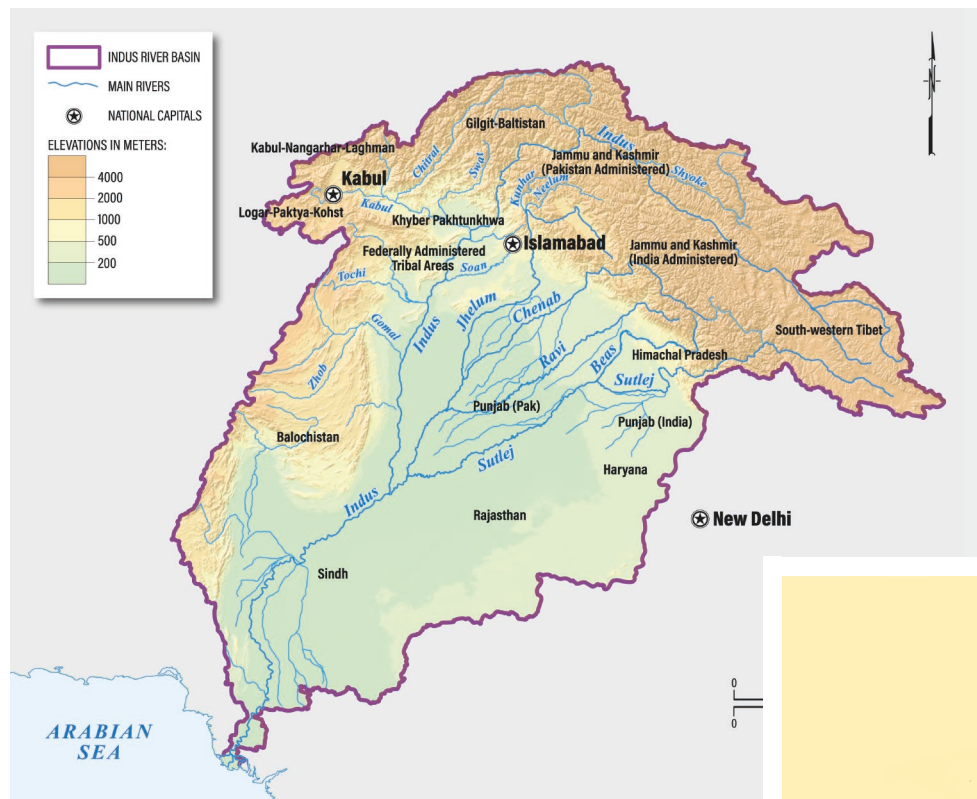 INDUS RIVER BASIN
MAIN RIVERS
NATIONAL CAPITALS
ELEVATIONS IN METERS:
4000
2000
1000
500
200
N
Gilgit-Baltistan
Kabul-Nangarhar-Laghman
Chitral
Swat
Indus
Jammu and Kashmir
(Pakistan Administered)
Shyoke
Kabul
Kunhar
Neelum
Logar-Paktya-Kohst
Kabul
Khyber Pakhtunkhwa
Islamabad
Federally Administered
Tribal Areas
Soan
Jammu and Kashmir
(India Administered)
Tochi
Gomal
Indus
Jhelum
Chenab
South-western Tibet
Ravi
Beas
Himachal Pradesh
Zhob
Sutlej
Punjab (Pak)
Punjab (India)
Balochistan
Sutlej
Haryana
Indus
Rajasthan
New Delhi
Sindh
0
0
ARABIAN
SEA